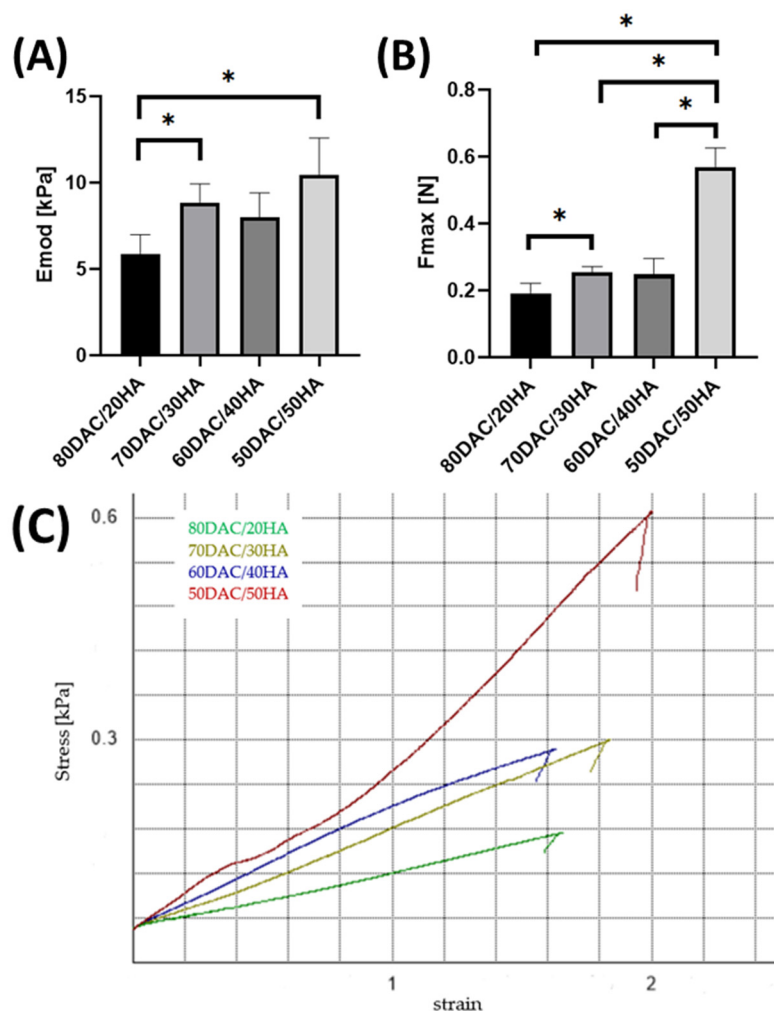 (A)
*
*
15
10
5
0
Emod [kPa]
80DAC/20HA
70DAC/30HA
60DAC/40HA
50DAC/50HA
(B)
*
*
*
*
0.8
0.6
0.4
0.2
0.0
Fmax [N]
80DAC/20HA
70DAC/30HA
60DAC/40HA
50DAC/50HA
(C)
0.6
0.3
Stress [kPa]
80DAC/20HA
70DAC/30HA
60DAC/40HA
50DAC/50HA
1
2
strain